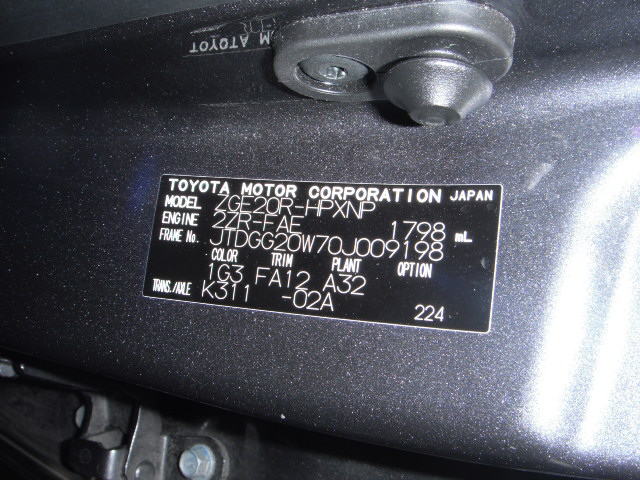 TOYOTA MOTOR CORPORATION JAPAN
MODEL ZGE20R-HPXNP
ENGINE 2ZR-FAE 1798 mL
FRAME No. JTDGG20W70J009198
COLOR TRIM PLANT OPTION
1G3 FA12 A32
TRANS./AXLE K311 -02A
224